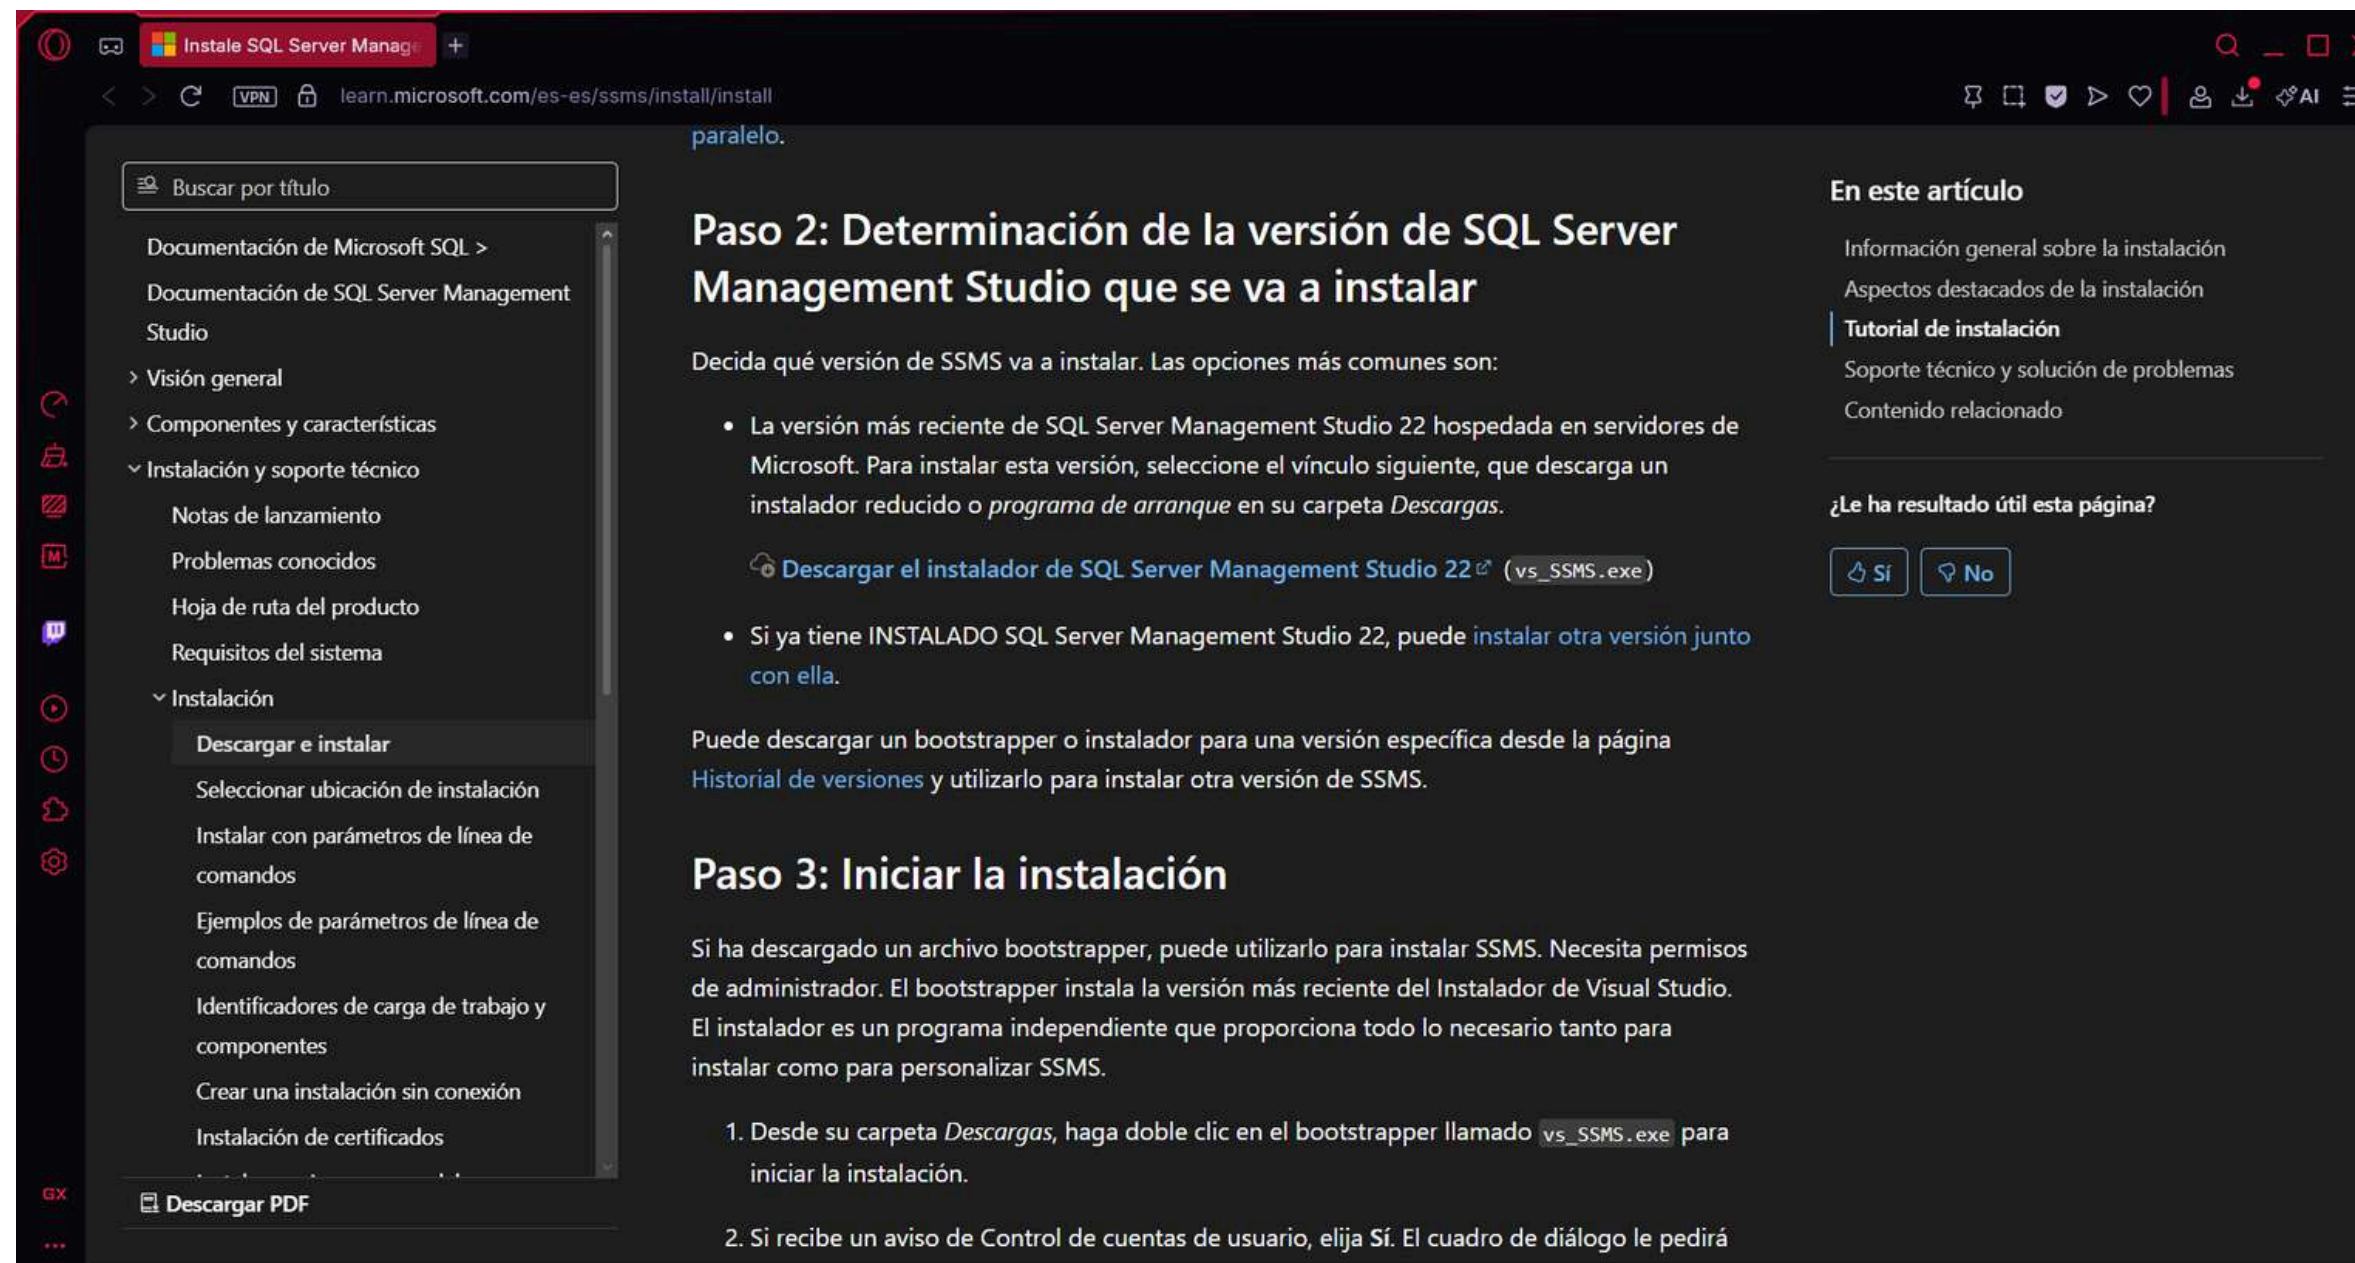 Instale SQL Server Manage
VPN
learn.microsoft.com/es-es/ssms/install/install
AI
Buscar por título
Documentación de Microsoft SQL >
Documentación de SQL Server Management
Studio
Visión general
Componentes y características
Instalación y soporte técnico
Notas de lanzamiento
Problemas conocidos
Hoja de ruta del producto
Requisitos del sistema
Instalación
Descargar e instalar
Seleccionar ubicación de instalación
Instalar con parámetros de línea de
comandos
Ejemplos de parámetros de línea de
comandos
Identificadores de carga de trabajo y
componentes
Crear una instalación sin conexión
Instalación de certificados
Descargar PDF
M
GX
paralelo.
Paso 2: Determinación de la versión de SQL Server
Management Studio que se va a instalar
Decida qué versión de SSMS va a instalar. Las opciones más comunes son:
• La versión más reciente de SQL Server Management Studio 22 hospedada en servidores de
Microsoft. Para instalar esta versión, seleccione el vínculo siguiente, que descarga un
instalador reducido o programa de arranque en su carpeta Descargas.
Descargar el instalador de SQL Server Management Studio 22 (vs_SSMS.exe)
• Si ya tiene INSTALADO SQL Server Management Studio 22, puede instalar otra versión junto
con ella.
Puede descargar un bootstrapper o instalador para una versión específica desde la página
Historial de versiones y utilizarlo para instalar otra versión de SSMS.
Paso 3: Iniciar la instalación
Si ha descargado un archivo bootstrapper, puede utilizarlo para instalar SSMS. Necesita permisos
de administrador. El bootstrapper instala la versión más reciente del Instalador de Visual Studio.
El instalador es un programa independiente que proporciona todo lo necesario tanto para
instalar como para personalizar SSMS.
1. Desde su carpeta Descargas, haga doble clic en el bootstrapper llamado vs_SSMS.exe para
iniciar la instalación.
2. Si recibe un aviso de Control de cuentas de usuario, elija Sí. El cuadro de diálogo le pedirá
En este artículo
Información general sobre la instalación
Aspectos destacados de la instalación
Tutorial de instalación
Soporte técnico y solución de problemas
Contenido relacionado
¿Le ha resultado útil esta página?
Sí
No